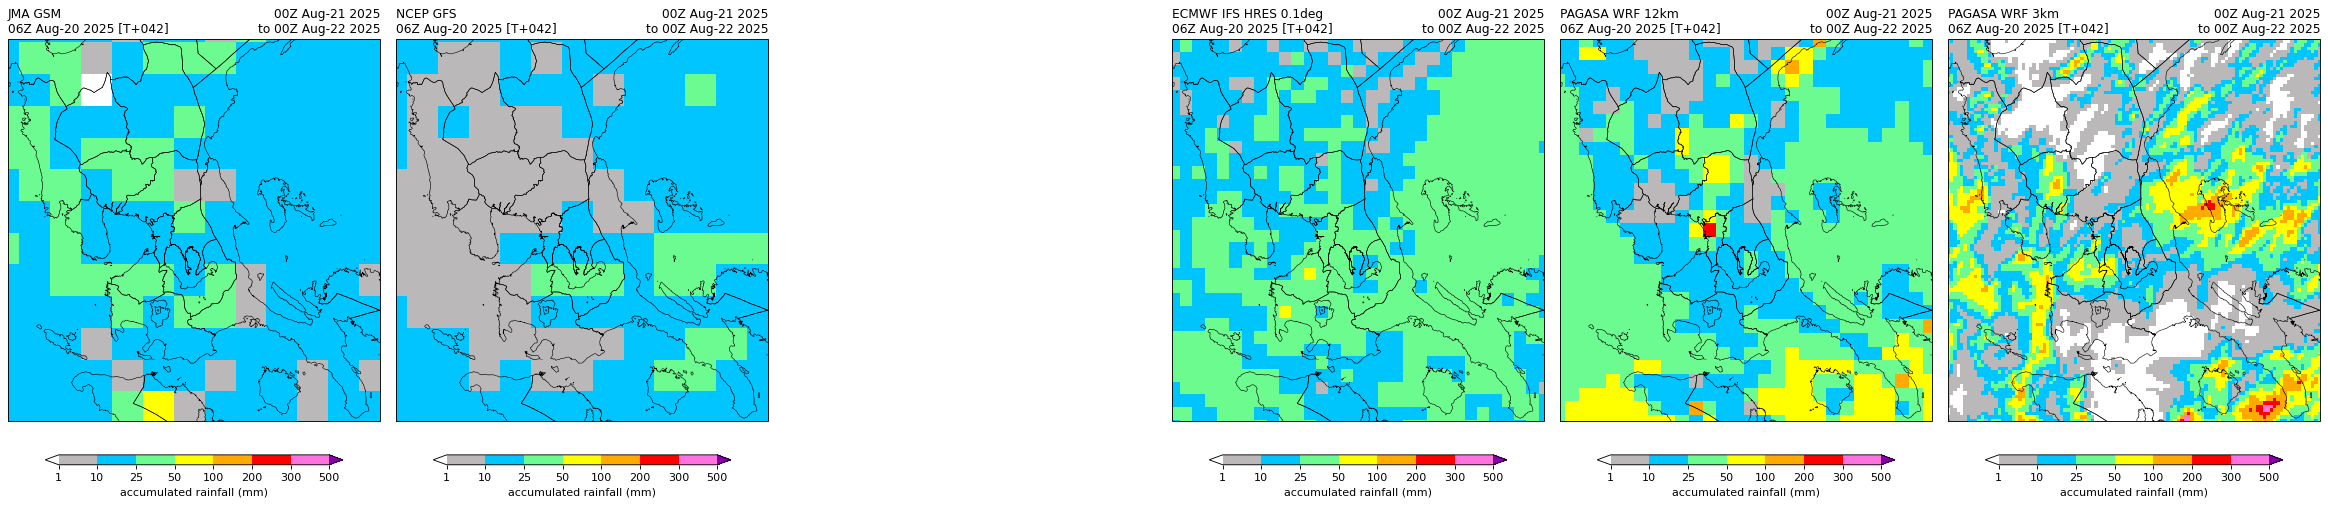 JMA GSM 00Z Aug-21 2025
06Z Aug-20 2025 [T+042] to 00Z Aug-22 2025
1 10 25 50 100 200 300 500
accumulated rainfall (mm)
NCEP GFS 00Z Aug-21 2025
06Z Aug-20 2025 [T+042] to 00Z Aug-22 2025
1 10 25 50 100 200 300 500
accumulated rainfall (mm)
ECMWF IFS HRES 0.1deg 00Z Aug-21 2025
06Z Aug-20 2025 [T+042] to 00Z Aug-22 2025
1 10 25 50 100 200 300 500
accumulated rainfall (mm)
PAGASA WRF 12km 00Z Aug-21 2025
06Z Aug-20 2025 [T+042] to 00Z Aug-22 2025
1 10 25 50 100 200 300 500
accumulated rainfall (mm)
PAGASA WRF 3km 00Z Aug-21 2025
06Z Aug-20 2025 [T+042] to 00Z Aug-22 2025
1 10 25 50 100 200 300 500
accumulated rainfall (mm)